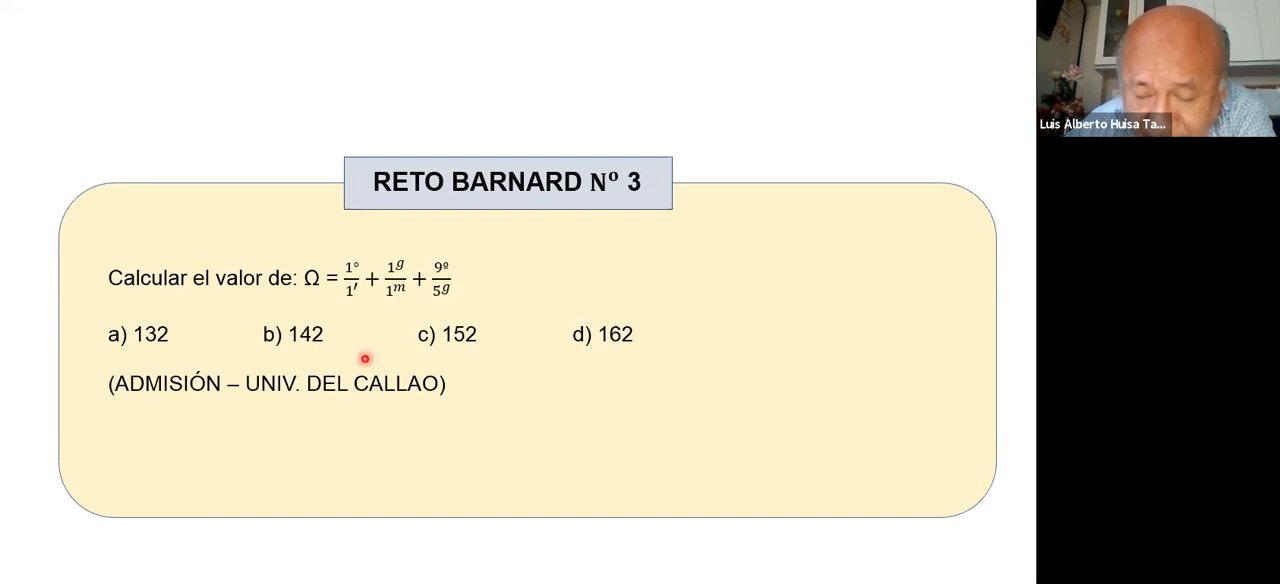 Luis Alberto Huisa Ta...
RETO BARNARD Nº 3
Calcular el valor de: Ω = 1°/1′ + 1^g/1^m + 9º/5^g
a) 132 b) 142 c) 152 d) 162
(ADMISIÓN – UNIV. DEL CALLAO)